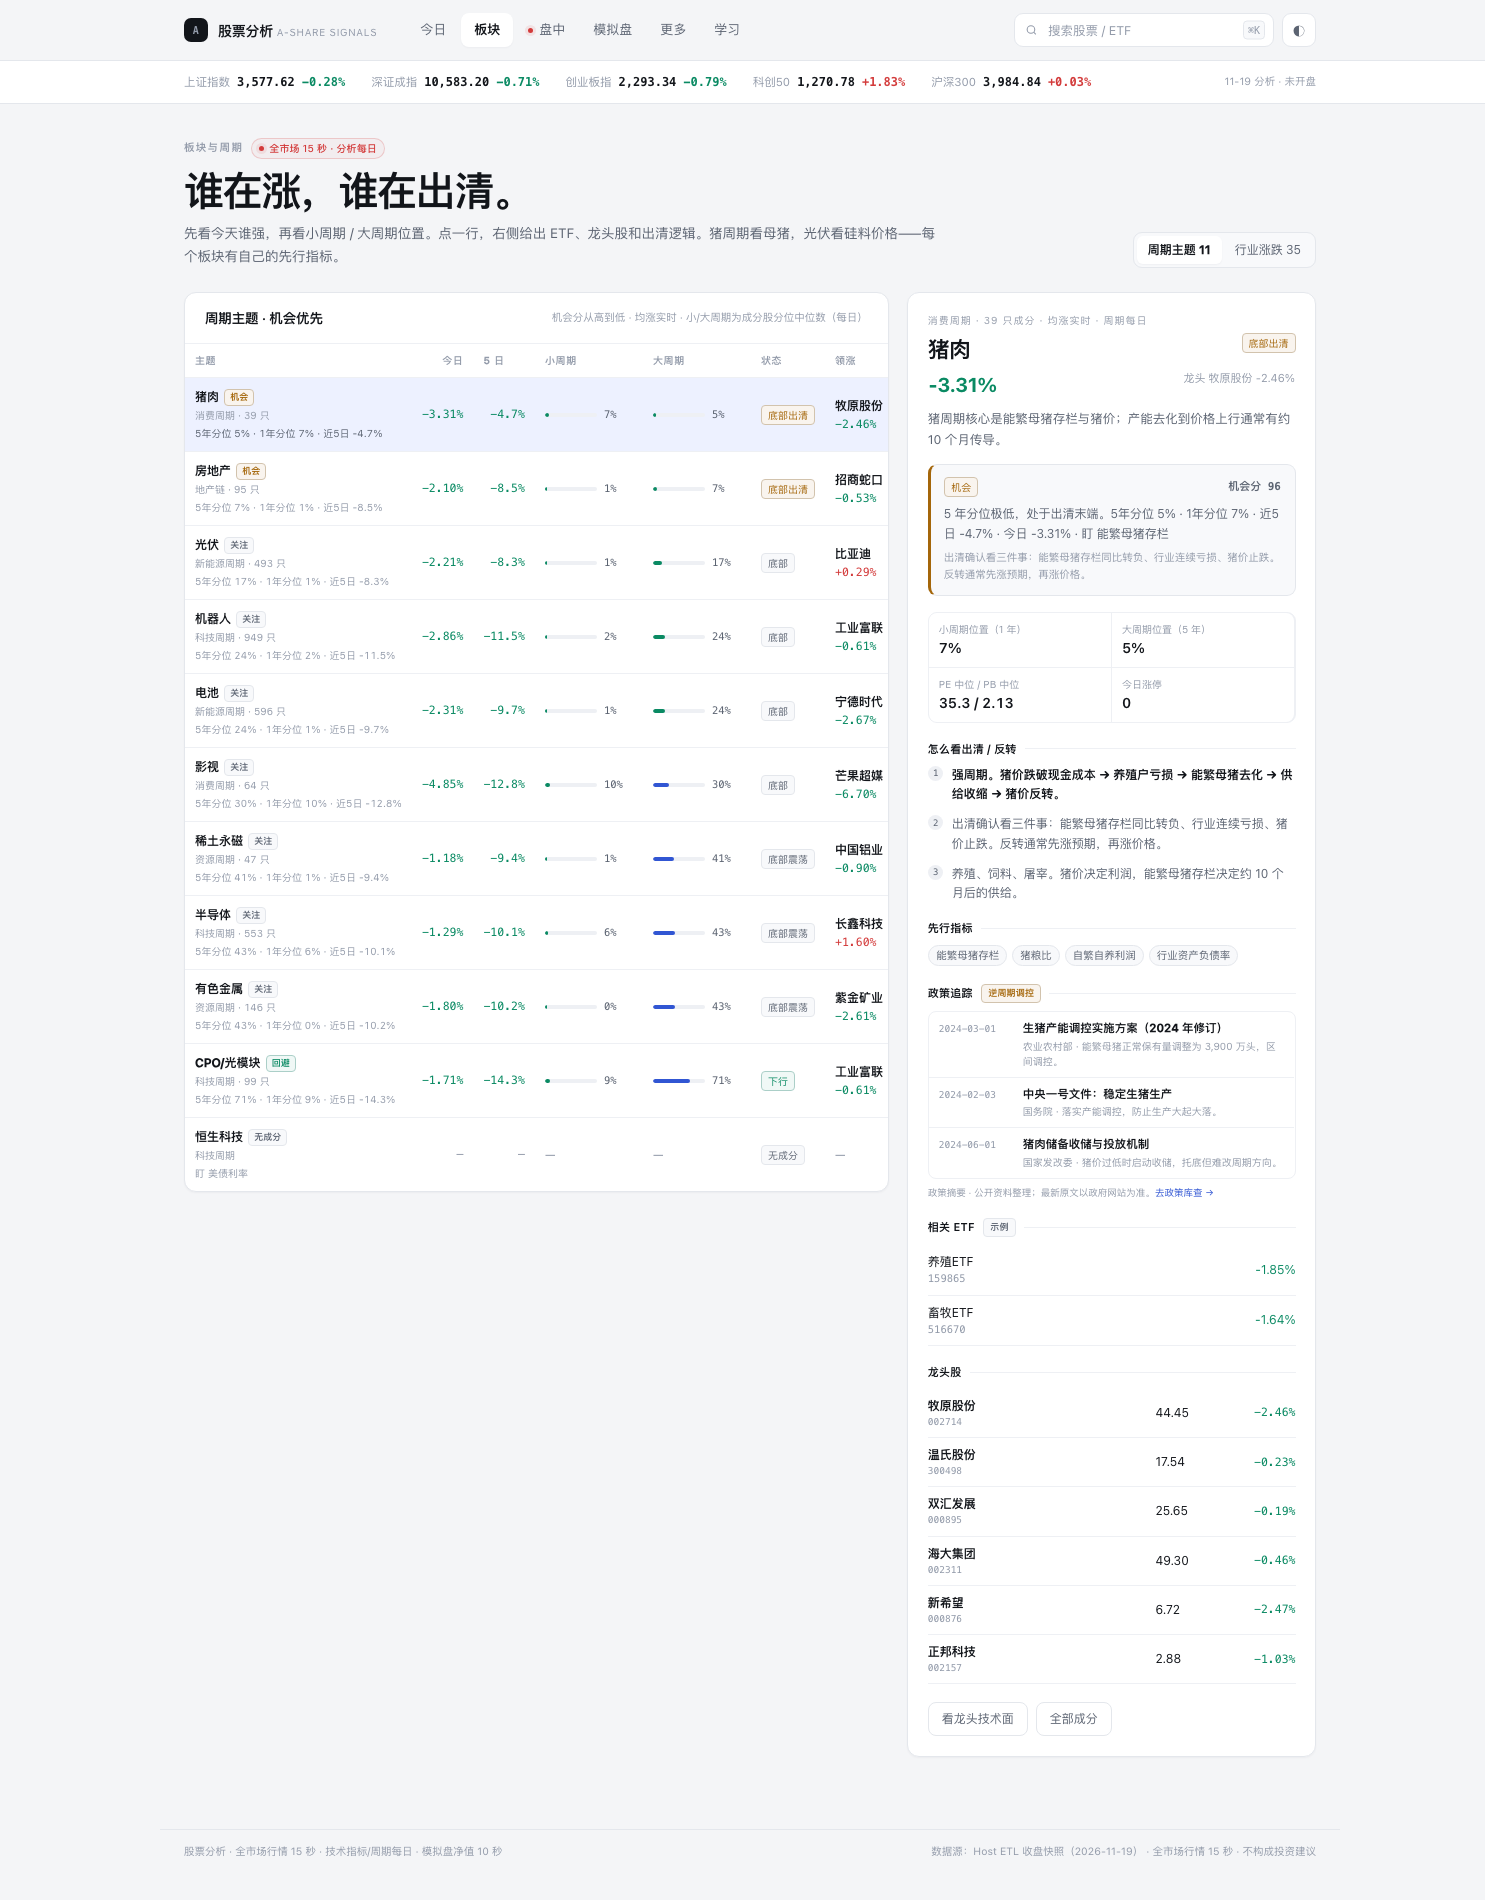 A 股票分析 A-SHARE SIGNALS 今日 板块 盘中 模拟盘 更多 学习 搜索股票 / ETF ⌘K
上证指数 3,577.62 −0.28% 深证成指 10,583.20 −0.71% 创业板指 2,293.34 −0.79% 科创50 1,270.78 +1.83% 沪深300 3,984.84 +0.03% 11-19 分析 · 未开盘
板块与周期 全市场 15 秒 · 分析每日
谁在涨，谁在出清。
先看今天谁强，再看小周期 / 大周期位置。点一行，右侧给出 ETF、龙头股和出清逻辑。猪周期看母猪，光伏看硅料价格——每
个板块有自己的先行指标。
周期主题 11 行业涨跌 35
周期主题 · 机会优先 机会分从高到低 · 均涨实时 · 小/大周期为成分股分位中位数（每日）
主题 今日 5 日 小周期 大周期 状态 领涨
猪肉 机会
消费周期 · 39 只
5年分位 5% · 1年分位 7% · 近5日 -4.7%
−3.31% −4.7% 7% 5% 底部出清
牧原股份
−2.46%
房地产 机会
地产链 · 95 只
5年分位 7% · 1年分位 1% · 近5日 -8.5%
−2.10% −8.5% 1% 7% 底部出清
招商蛇口
−0.53%
光伏 关注
新能源周期 · 493 只
5年分位 17% · 1年分位 1% · 近5日 -8.3%
−2.21% −8.3% 1% 17% 底部
比亚迪
+0.29%
机器人 关注
科技周期 · 949 只
5年分位 24% · 1年分位 2% · 近5日 -11.5%
−2.86% −11.5% 2% 24% 底部
工业富联
−0.61%
电池 关注
新能源周期 · 596 只
5年分位 24% · 1年分位 1% · 近5日 -9.7%
−2.31% −9.7% 1% 24% 底部
宁德时代
−2.67%
影视 关注
消费周期 · 64 只
5年分位 30% · 1年分位 10% · 近5日 -12.8%
−4.85% −12.8% 10% 30% 底部
芒果超媒
−6.70%
稀土永磁 关注
资源周期 · 47 只
5年分位 41% · 1年分位 1% · 近5日 -9.4%
−1.18% −9.4% 1% 41% 底部震荡
中国铝业
−0.90%
半导体 关注
科技周期 · 553 只
5年分位 43% · 1年分位 6% · 近5日 -10.1%
−1.29% −10.1% 6% 43% 底部震荡
长鑫科技
+1.60%
有色金属 关注
资源周期 · 146 只
5年分位 43% · 1年分位 0% · 近5日 -10.2%
−1.80% −10.2% 0% 43% 底部震荡
紫金矿业
−2.61%
CPO/光模块 回避
科技周期 · 99 只
5年分位 71% · 1年分位 9% · 近5日 -14.3%
−1.71% −14.3% 9% 71% 下行
工业富联
−0.61%
恒生科技 无成分
科技周期
盯 美债利率
— — — — 无成分 —
消费周期 · 39 只成分 · 均涨实时 · 周期每日
猪肉 底部出清
-3.31% 龙头 牧原股份 -2.46%
猪周期核心是能繁母猪存栏与猪价；产能去化到价格上行通常有约
10 个月传导。
机会 机会分 96
5 年分位极低，处于出清末端。5年分位 5% · 1年分位 7% · 近5
日 -4.7% · 今日 -3.31% · 盯 能繁母猪存栏
出清确认看三件事：能繁母猪存栏同比转负、行业连续亏损、猪价止跌。
反转通常先涨预期，再涨价格。
小周期位置（1 年） 大周期位置（5 年）
7% 5%
PE 中位 / PB 中位 今日涨停
35.3 / 2.13 0
怎么看出清 / 反转
1 强周期。猪价跌破现金成本 → 养殖户亏损 → 能繁母猪去化 → 供
给收缩 → 猪价反转。
2 出清确认看三件事：能繁母猪存栏同比转负、行业连续亏损、猪
价止跌。反转通常先涨预期，再涨价格。
3 养殖、饲料、屠宰。猪价决定利润，能繁母猪存栏决定约 10 个
月后的供给。
先行指标
能繁母猪存栏 猪粮比 自繁自养利润 行业资产负债率
政策追踪 逆周期调控
2024-03-01 生猪产能调控实施方案（2024 年修订）
农业农村部 · 能繁母猪正常保有量调整为 3,900 万头，区
间调控。
2024-02-03 中央一号文件：稳定生猪生产
国务院 · 落实产能调控，防止生产大起大落。
2024-06-01 猪肉储备收储与投放机制
国家发改委 · 猪价过低时启动收储，托底但难改周期方向。
政策摘要 · 公开资料整理；最新原文以政府网站为准。去政策库查 →
相关 ETF 示例
养殖ETF
159865
-1.85%
畜牧ETF
516670
-1.64%
龙头股
牧原股份
002714
44.45 −2.46%
温氏股份
300498
17.54 −0.23%
双汇发展
000895
25.65 −0.19%
海大集团
002311
49.30 −0.46%
新希望
000876
6.72 −2.47%
正邦科技
002157
2.88 −1.03%
看龙头技术面 全部成分
股票分析 · 全市场行情 15 秒 · 技术指标/周期每日 · 模拟盘净值 10 秒
数据源：Host ETL 收盘快照（2026-11-19） · 全市场行情 15 秒 · 不构成投资建议